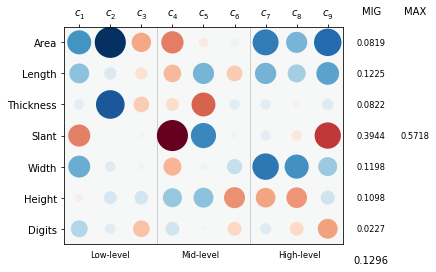 c1 c2 c3 c4 c5 c6 c7 c8 c9 MIG MAX
Area 0.0819
Length 0.1225
Thickness 0.0822
Slant 0.3944 0.5718
Width 0.1198
Height 0.1098
Digits 0.0227
Low-level Mid-level High-level
0.1296